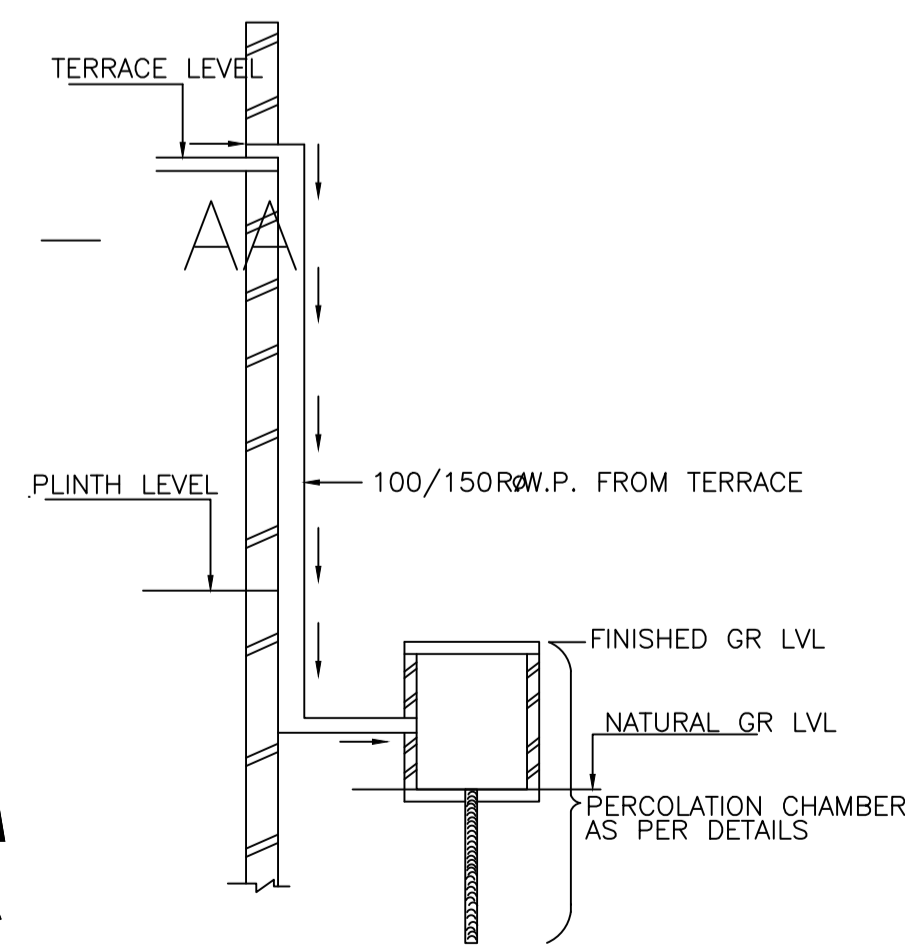 TERRACE LEVEL
AA
PLINTH LEVEL
100/150RØW.P. FROM TERRACE
FINISHED GR LVL
NATURAL GR LVL
PERCOLATION CHAMBER
AS PER DETAILS